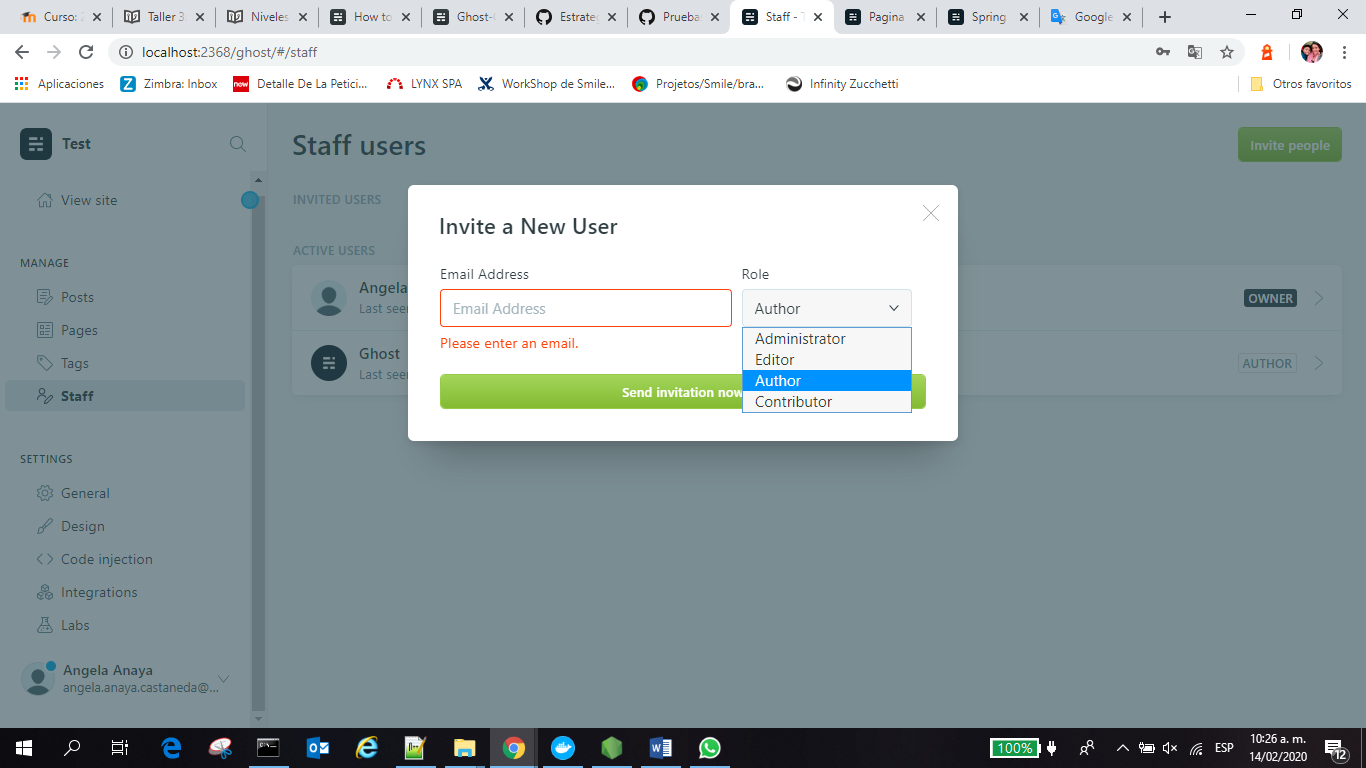 Curso: 2
Taller 3
Niveles
How to
Ghost-
Estrate
Prueba
Staff - T
Pagina
Spring
Google
localhost:2368/ghost/#/staff
Aplicaciones
Zimbra: Inbox
now
Detalle De La Petici...
LYNX SPA
WorkShop de Smile...
Projetos/Smile/bra...
Infinity Zucchetti
Otros favoritos
Test
View site
MANAGE
Posts
Pages
Tags
Staff
SETTINGS
General
Design
Code injection
Integrations
Labs
Angela Anaya
angela.anaya.castaneda@...
Staff users
Invite people
INVITED USERS
ACTIVE USERS
Angela
Last seen
OWNER
Ghost
Last seen
AUTHOR
Invite a New User
Email Address
Role
Email Address
Author
Please enter an email.
Administrator
Editor
Author
Contributor
Send invitation now
100%
ESP
10:26 a. m.
14/02/2020
12